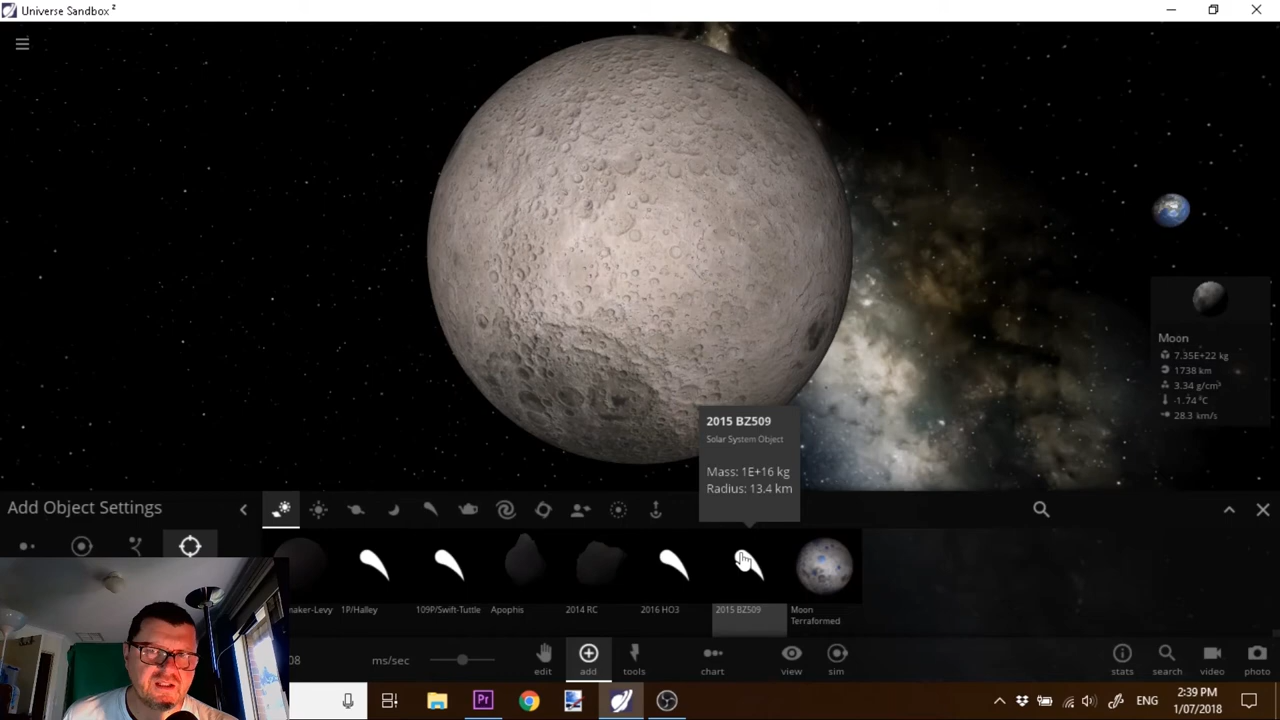 Universe Sandbox ²
Moon
7.35E+22 kg
1738 km
3.34 g/cm³
-1.74 °C
28.3 km/s
2015 BZ509
Solar System Object
Mass: 1E+16 kg
Radius: 13.4 km
Add Object Settings
maker-Levy
1P/Halley
109P/Swift-Tuttle
Apophis
2014 RC
2016 HO3
2015 BZ509
Moon
Terraformed
08
ms/sec
edit
add
tools
chart
view
sim
stats
search
video
photo
Pr
ENG
2:39 PM
1/07/2018